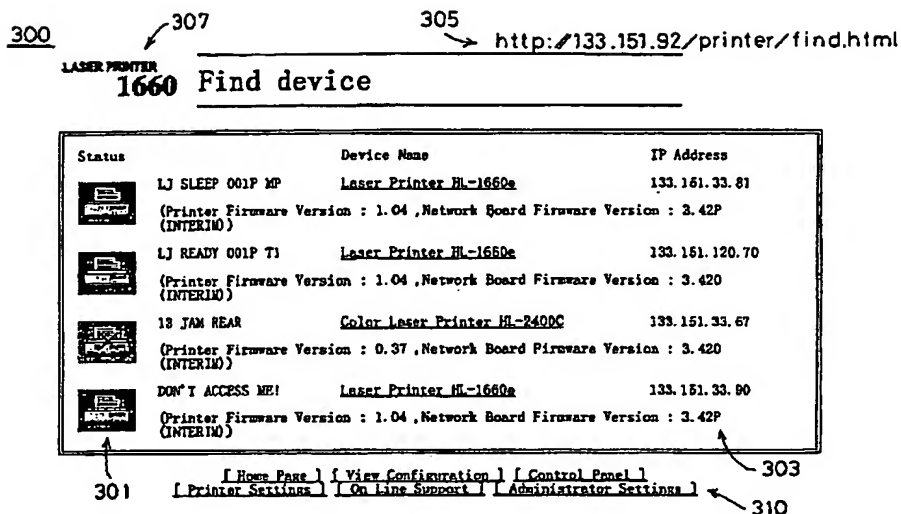 300
307
305
http://133.151.92/printer/find.html
LASER PRINTER
1660 Find device
Status Device Name IP Address
LJ SLEEP 001P MP Laser Printer HL-1660e 133.151.33.81
(Printer Firmware Version : 1.04 ,Network Board Firmware Version : 3.42P
(INTERIM))
LJ READY 001P T1 Laser Printer HL-1660e 133.151.120.70
(Printer Firmware Version : 1.04 ,Network Board Firmware Version : 3.420
(INTERIM))
13 JAM REAR Color Laser Printer HL-2400C 133.151.33.67
(Printer Firmware Version : 0.37 ,Network Board Firmware Version : 3.420
(INTERIM))
DON'T ACCESS ME! Laser Printer HL-1660e 133.151.33.90
(Printer Firmware Version : 1.04 ,Network Board Firmware Version : 3.42P
(INTERIM))
301
303
[ Home Page ] [ View Configuration ] [ Control Panel ]
[ Printer Settings ] [ On Line Support ] [ Administrator Settings ]
310